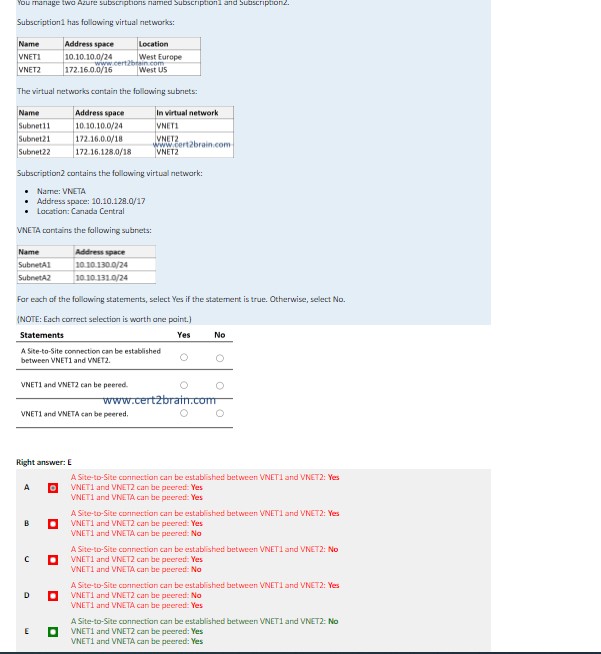 You manage two Azure subscriptions named Subscription1 and Subscription2.
Subscription1 has following virtual networks:
Name Address space Location
VNET1 10.10.10.0/24 West Europe
www.cert2brain.com
VNET2 172.16.0.0/16 West US
The virtual networks contain the following subnets:
Name Address space In virtual network
Subnet11 10.10.10.0/24 VNET1
Subnet21 172.16.0.0/18 VNET2
www.cert2brain.com
Subnet22 172.16.128.0/18 VNET2
Subscription2 contains the following virtual network:
• Name: VNETA
• Address space: 10.10.128.0/17
• Location: Canada Central
VNETA contains the following subnets:
Name Address space
SubnetA1 10.10.130.0/24
SubnetA2 10.10.131.0/24
For each of the following statements, select Yes if the statement is true. Otherwise, select No.
(NOTE: Each correct selection is worth one point.)
Statements Yes No
A Site-to-Site connection can be established
between VNET1 and VNET2.
VNET1 and VNET2 can be peered.
www.cert2brain.com
VNET1 and VNETA can be peered.
Right answer: E
A Site-to-Site connection can be established between VNET1 and VNET2: Yes
A VNET1 and VNET2 can be peered: Yes
VNET1 and VNETA can be peered: Yes
A Site-to-Site connection can be established between VNET1 and VNET2: Yes
B VNET1 and VNET2 can be peered: Yes
VNET1 and VNETA can be peered: No
A Site-to-Site connection can be established between VNET1 and VNET2: No
C VNET1 and VNET2 can be peered: Yes
VNET1 and VNETA can be peered: No
A Site-to-Site connection can be established between VNET1 and VNET2: Yes
D VNET1 and VNET2 can be peered: No
VNET1 and VNETA can be peered: Yes
A Site-to-Site connection can be established between VNET1 and VNET2: No
E VNET1 and VNET2 can be peered: Yes
VNET1 and VNETA can be peered: Yes